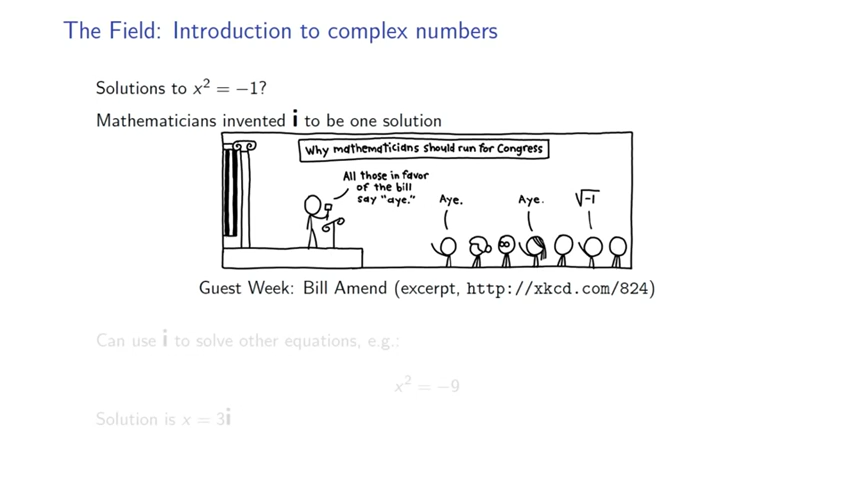 The Field: Introduction to complex numbers
Solutions to x² = −1?
Mathematicians invented i to be one solution
Why mathematicians should run for Congress
All those in favor
of the bill
say "aye."
Aye.
Aye.
√-1
Guest Week: Bill Amend (excerpt, http://xkcd.com/824)
Can use i to solve other equations, e.g.:
x² = −9
Solution is x = 3i